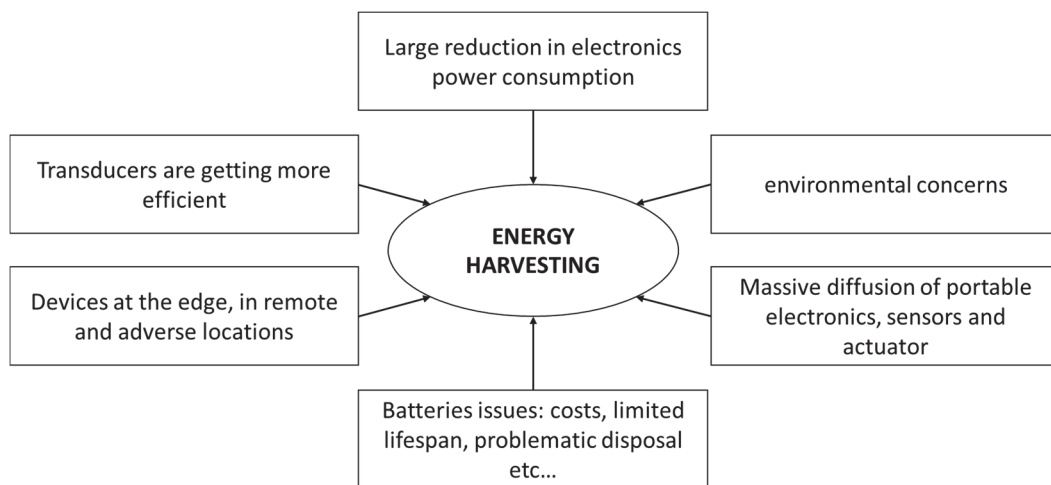 Large reduction in electronics
power consumption
Transducers are getting more
efficient
environmental concerns
ENERGY
HARVESTING
Devices at the edge, in remote
and adverse locations
Massive diffusion of portable
electronics, sensors and
actuator
Batteries issues: costs, limited
lifespan, problematic disposal
etc…